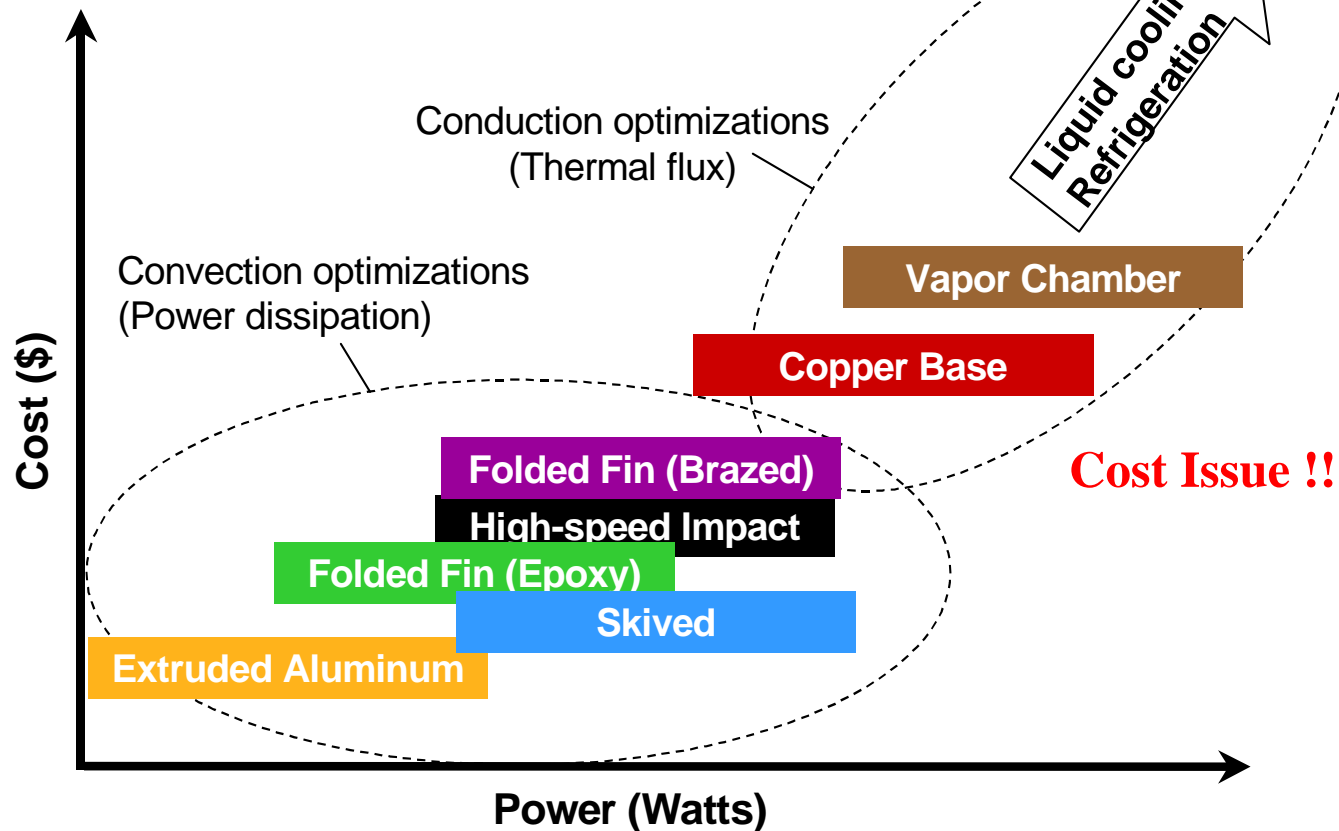 Liquid
Refrigeration
Conduction optimizations
(Thermal flux)
Convection optimizations
(Power dissipation)
Vapor Chamber
Copper Base
Cost ($)
Folded Fin (Brazed)
Cost Issue !!
High-speed Impact
Folded Fin (Epoxy)
Skived
Extruded Aluminum
Power (Watts)